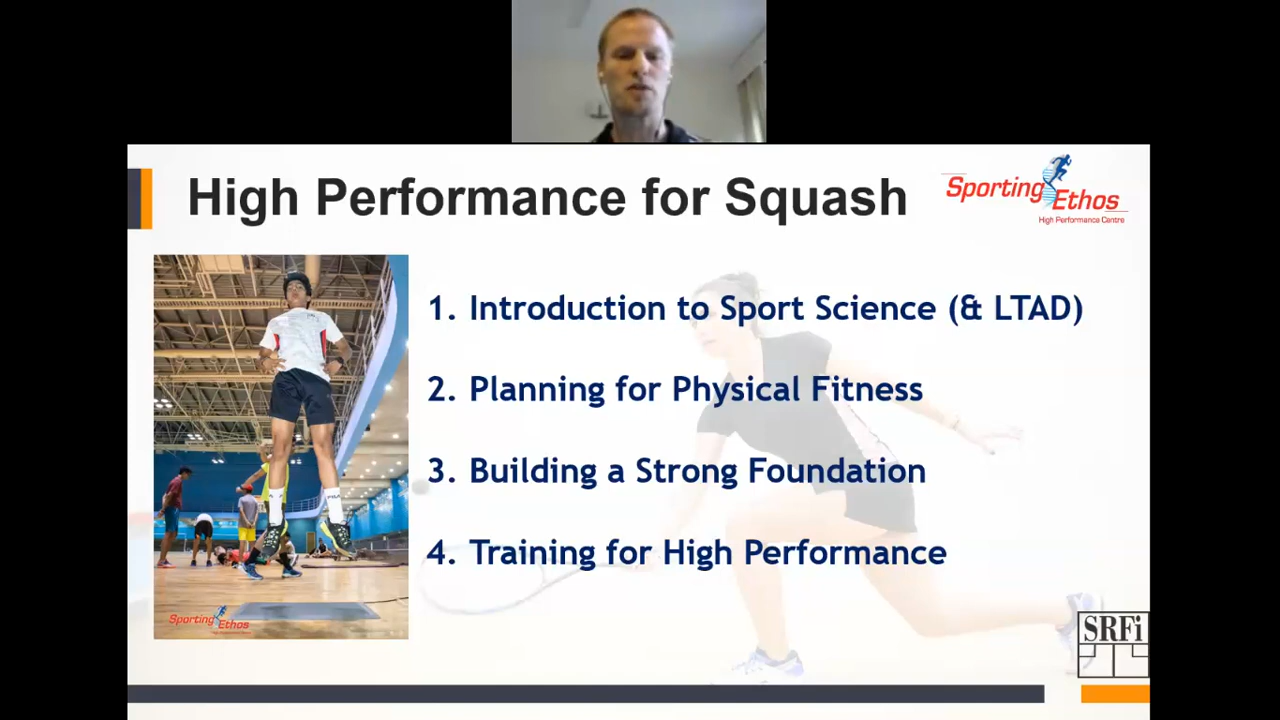 High Performance for Squash
Sporting
Ethos
High Performance Centre
1. Introduction to Sport Science (& LTAD)
2. Planning for Physical Fitness
3. Building a Strong Foundation
4. Training for High Performance
Sporting
Ethos
SRFi